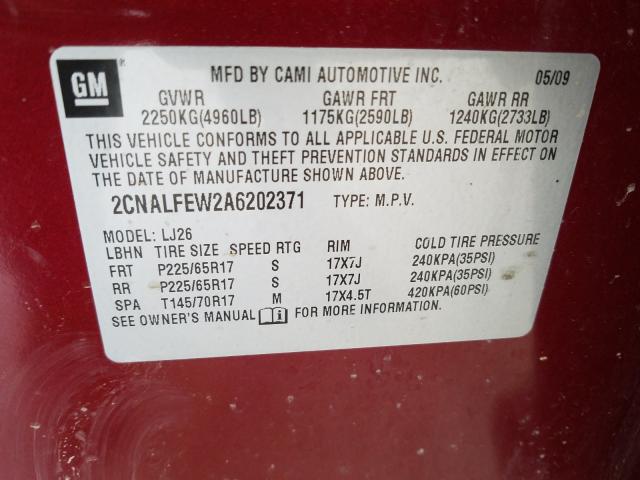 GM
MFD BY CAMI AUTOMOTIVE INC. 05/09
GVWR GAWR FRT GAWR RR
2250KG(4960LB) 1175KG(2590LB) 1240KG(2733LB)
THIS VEHICLE CONFORMS TO ALL APPLICABLE U.S. FEDERAL MOTOR
VEHICLE SAFETY AND THEFT PREVENTION STANDARDS IN EFFECT ON
THE DATE OF MANUFACTURE SHOWN ABOVE.
2CNALFEW2A6202371 TYPE: M.P.V.
MODEL: LJ26
LBHN TIRE SIZE SPEED RTG RIM COLD TIRE PRESSURE
FRT P225/65R17 S 17X7J 240KPA(35PSI)
RR P225/65R17 S 17X7J 240KPA(35PSI)
SPA T145/70R17 M 17X4.5T 420KPA(60PSI)
SEE OWNER'S MANUAL i FOR MORE INFORMATION.